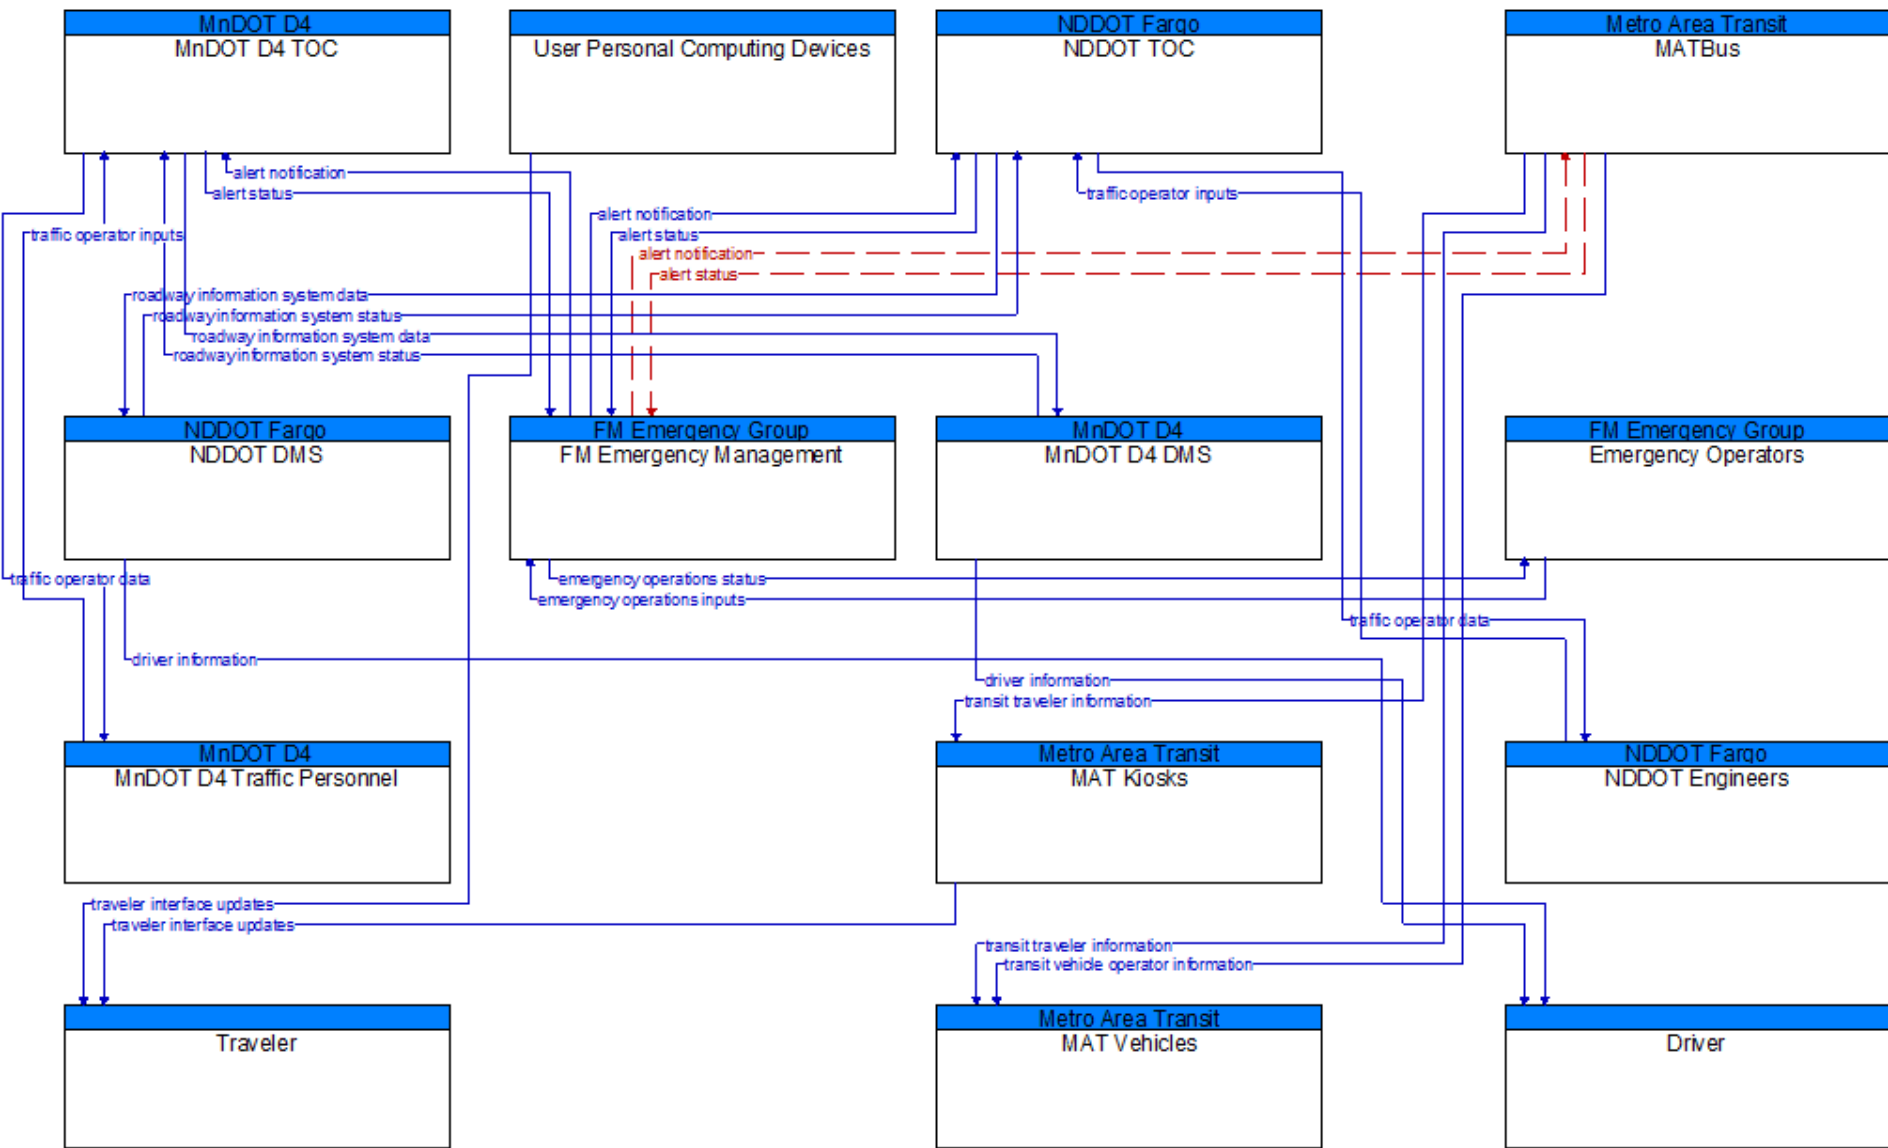 MnDOT D4
MnDOT D4 TOC
User Personal Computing Devices
NDDOT Fargo
NDDOT TOC
Metro Area Transit
MATBus
alert notification
alert status
traffic operator inputs
alert notification
traffic operator inputs
alert status
alert notification
alert status
roadway information system data
roadway information system status
roadway information system data
roadway information system status
NDDOT Fargo
NDDOT DMS
FM Emergency Group
FM Emergency Management
MnDOT D4
MnDOT D4 DMS
FM Emergency Group
Emergency Operators
traffic operator data
emergency operations status
emergency operations inputs
traffic operator data
driver information
driver information
transit traveler information
MnDOT D4
MnDOT D4 Traffic Personnel
Metro Area Transit
MAT Kiosks
NDDOT Fargo
NDDOT Engineers
traveler interface updates
traveler interface updates
transit traveler information
transit vehicle operator information
Traveler
Metro Area Transit
MAT Vehicles
Driver